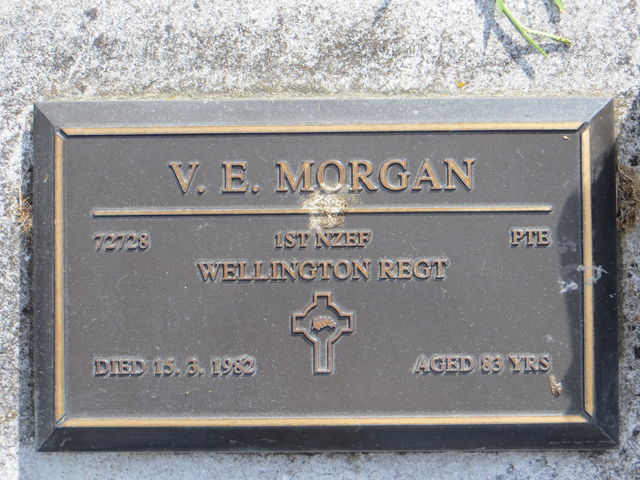 V. E. MORGAN
72728 1ST NZEF PTE
WELLINGTON REGT
DIED 15. 3. 1982 AGED 83 YRS